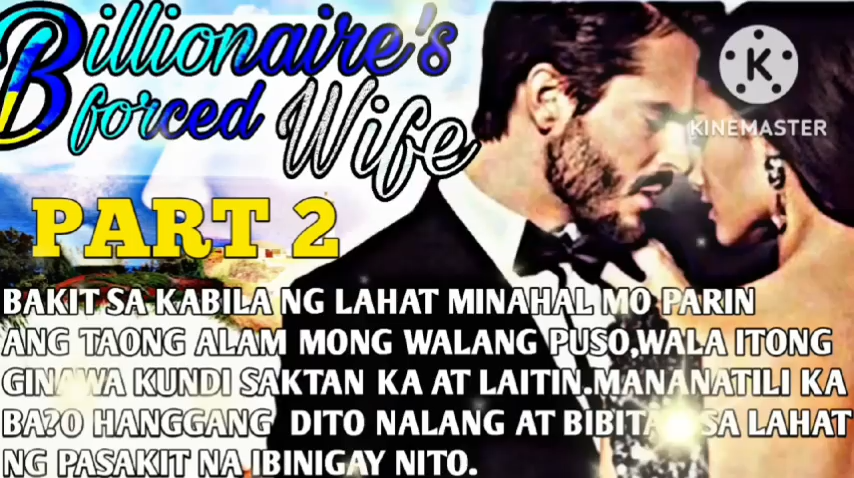 Billionaire's
forced Wife
K
KINEMASTER
PART 2
BAKIT SA KABILA NG LAHAT MINAHAL MO PARIN
ANG TAONG ALAM MONG WALANG PUSO,WALA ITONG
GINAWA KUNDI SAKTAN KA AT LAITIN.MANANATILI KA
BA?O HANGGANG DITO NALANG AT SA LAHAT
NG PASAKIT NA IBINIGAY NITO.